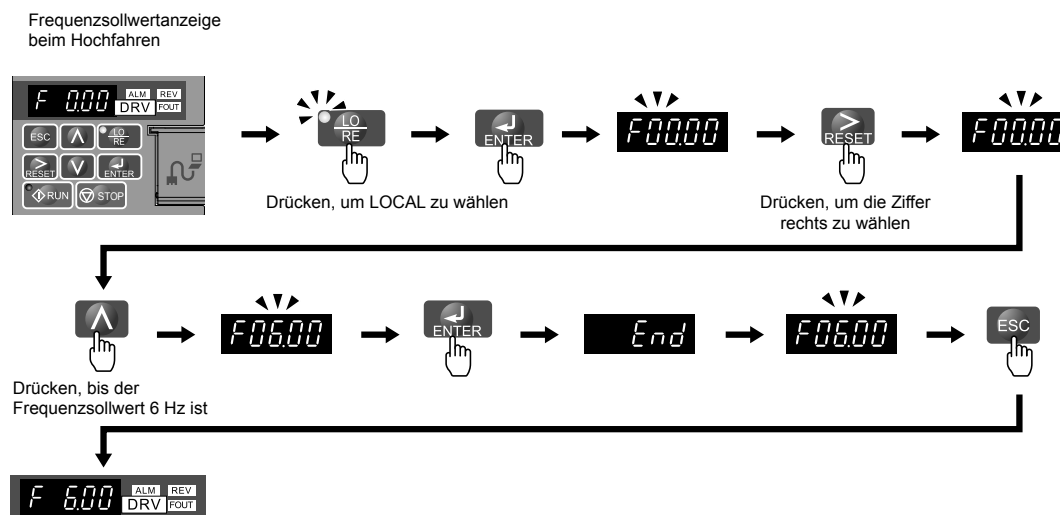 Frequenzsollwertanzeige
beim Hochfahren
F 0.00
ALM REV
DRV FOUT
ESC LO
RE
RESET ENTER
RUN STOP
LO
RE
ENTER
F00.00
RESET
F00.00
Drücken, um LOCAL zu wählen
Drücken, um die Ziffer
rechts zu wählen
F06.00
ENTER
End
F06.00
ESC
Drücken, bis der
Frequenzsollwert 6 Hz ist
F 6.00
ALM REV
DRV FOUT